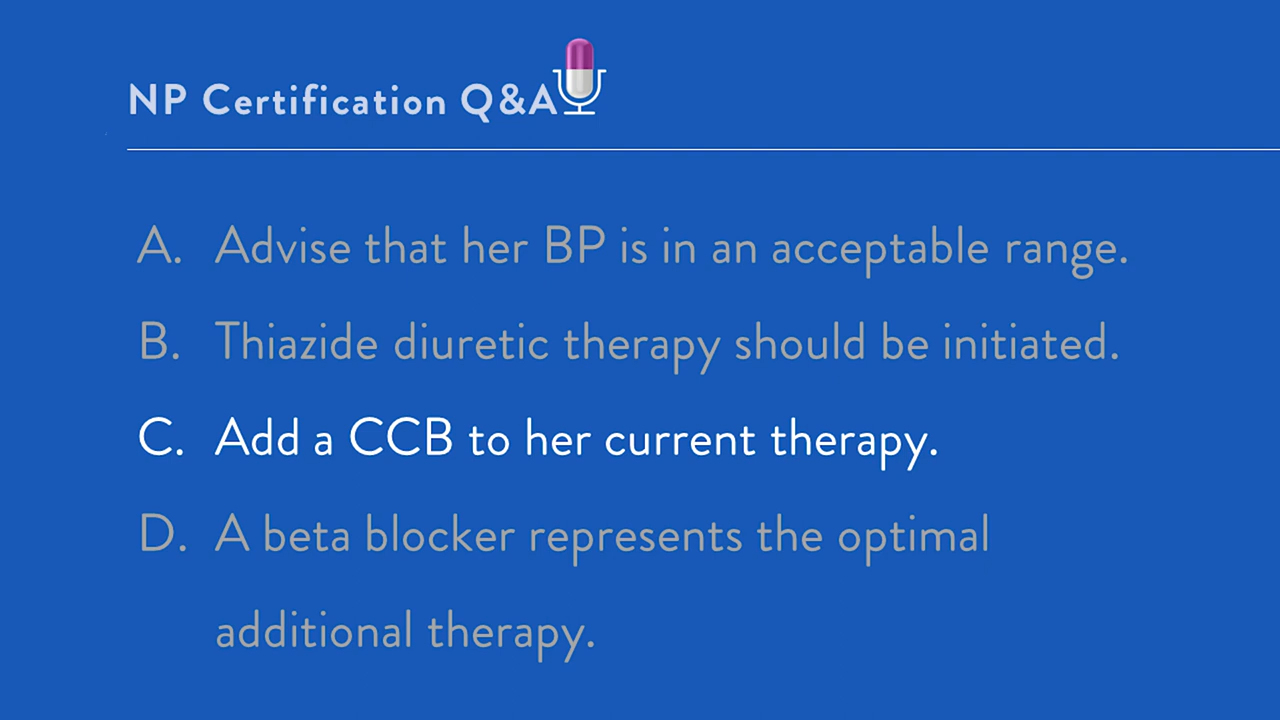 NP Certification Q&A
A. Advise that her BP is in an acceptable range.
B. Thiazide diuretic therapy should be initiated.
C. Add a CCB to her current therapy.
D. A beta blocker represents the optimal
additional therapy.